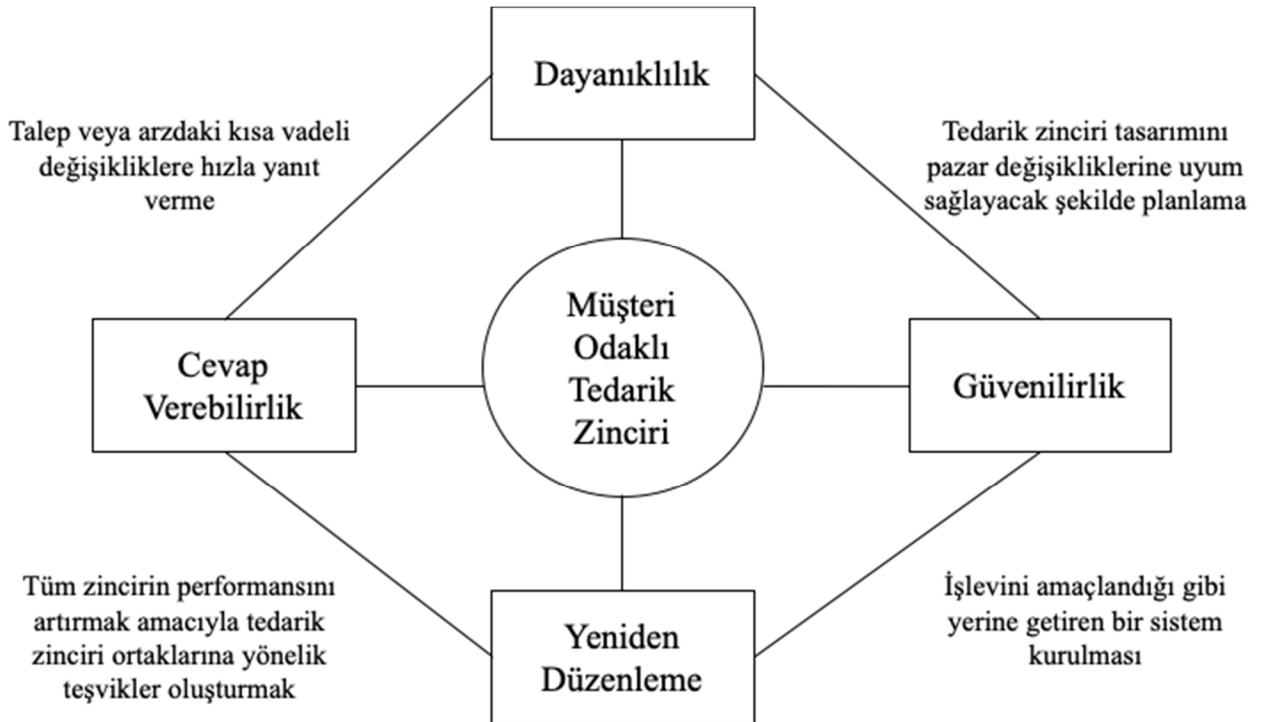 Dayanıklılık
Talep veya arzdaki kısa vadeli
değişikliklere hızla yanıt
verme
Tedarik zinciri tasarımını
pazar değişikliklerine uyum
sağlayacak şekilde planlama
Cevap
Verebilirlik
Müşteri
Odaklı
Tedarik
Zinciri
Güvenilirlik
Tüm zincirin performansını
artırmak amacıyla tedarik
zinciri ortaklarına yönelik
teşvikler oluşturmak
Yeniden
Düzenleme
İşlevini amaçlandığı gibi
yerine getiren bir sistem
kurulması